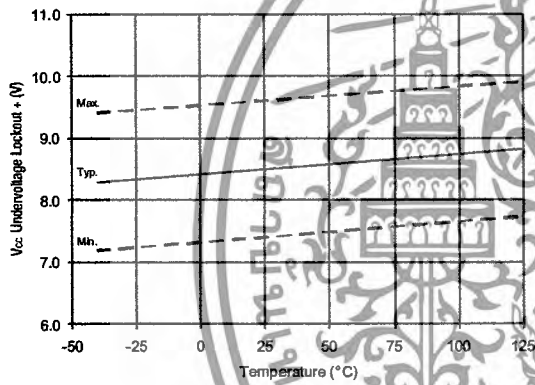 11.0
10.0
9.0
8.0
7.0
6.0
Vcc Undervoltage Lockout + (V)
Max.
Typ.
Min.
-50 -25 0 25 50 75 100 125
Temperature (°C)